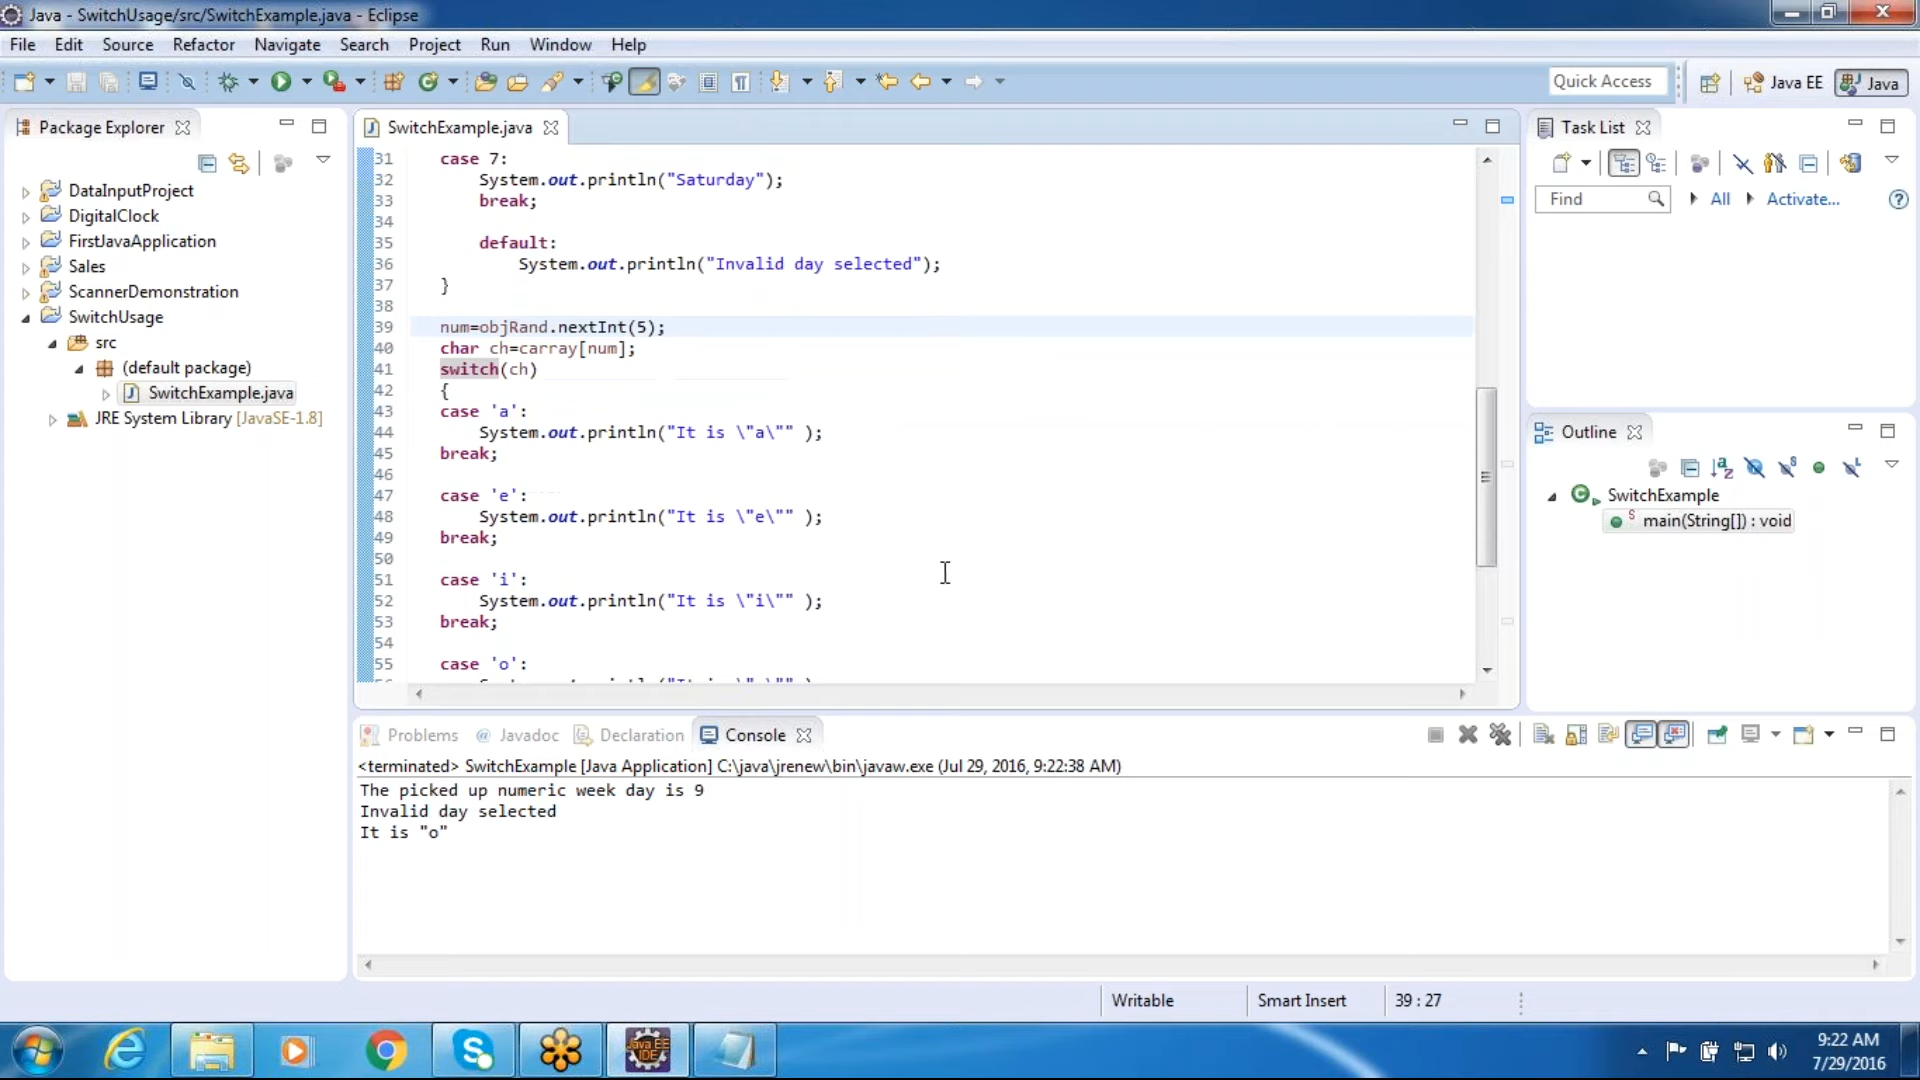 Java - SwitchUsage/src/SwitchExample.java - Eclipse
File Edit Source Refactor Navigate Search Project Run Window Help
Quick Access
Java EE
Java
Package Explorer
DataInputProject
DigitalClock
FirstJavaApplication
Sales
ScannerDemonstration
SwitchUsage
src
(default package)
SwitchExample.java
JRE System Library [JavaSE-1.8]
SwitchExample.java
31 case 7:
32 System.out.println("Saturday");
33 break;
34
35 default:
36 System.out.println("Invalid day selected");
37 }
38
39 num=objRand.nextInt(5);
40 char ch=carray[num];
41 switch(ch)
42 {
43 case 'a':
44 System.out.println("It is \"a\"" );
45 break;
46
47 case 'e':
48 System.out.println("It is \"e\"" );
49 break;
50
51 case 'i':
52 System.out.println("It is \"i\"" );
53 break;
54
55 case 'o':
Task List
Find
All
Activate...
Outline
SwitchExample
main(String[]) : void
Problems @ Javadoc Declaration Console
<terminated> SwitchExample [Java Application] C:\java\jrenew\bin\javaw.exe (Jul 29, 2016, 9:22:38 AM)
The picked up numeric week day is 9
Invalid day selected
It is "o"
Writable
Smart Insert
39 : 27
Java EE
IDE
9:22 AM
7/29/2016